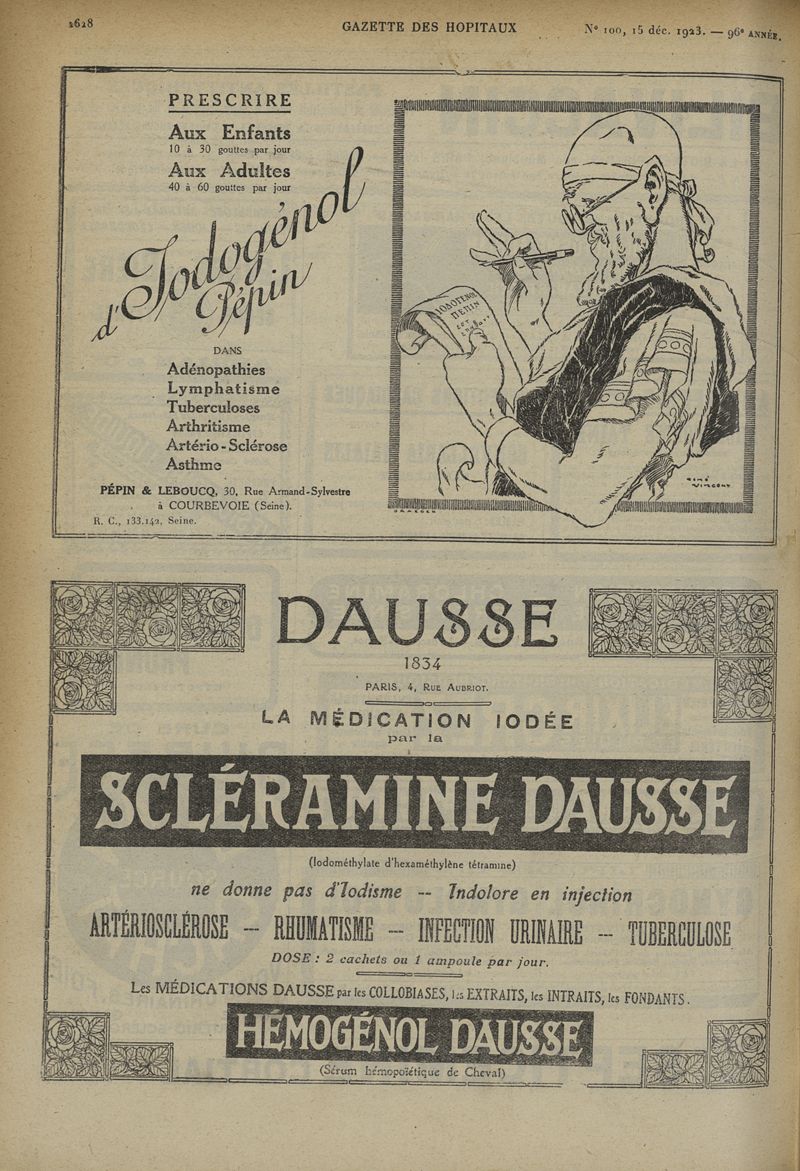 1628
GAZETTE DES HOPITAUX
N° 100, 15 déc. 1923. — 96e ANNÉE.
PRESCRIRE
Aux Enfants
10 à 30 gouttes par jour
Aux Adultes
40 à 60 gouttes par jour
d'Iodogénol
Pépin
DANS
Adénopathies
Lymphatisme
Tuberculoses
Arthritisme
Artério-Sclérose
Asthme
PÉPIN & LEBOUCQ, 30, Rue Armand-Sylvestre
à COURBEVOIE (Seine).
R. C., 133.142, Seine.
IODOGENOL
PEPIN
RENÉ
VINCENT
DRAEGER
DAUSSE
1834
PARIS, 4, RUE AUBRIOT.
LA MÉDICATION IODÉE
par la
SCLÉRAMINE DAUSSE
(Iodométhylate d'hexaméthylène tétramine)
ne donne pas d'Iodisme -- Indolore en injection
ARTÉRIOSCLÉROSE -- RHUMATISME -- INFECTION URINAIRE -- TUBERCULOSE
DOSE : 2 cachets ou 1 ampoule par jour.
Les MÉDICATIONS DAUSSE par les COLLOBIASES, les EXTRAITS, les INTRAITS, les FONDANTS.
HÉMOGÉNOL DAUSSE
(Sérum hémopoïétique de Cheval)